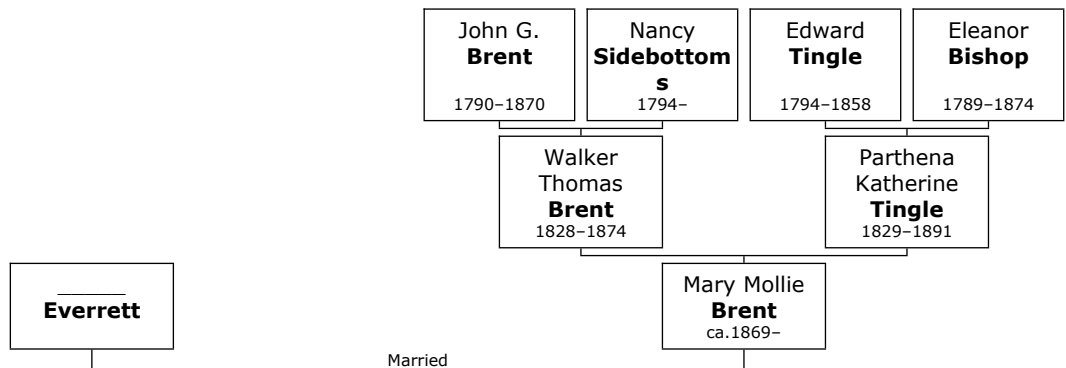 John G.
Brent
1790–1870
Nancy
Sidebottom
s
1794–
Edward
Tingle
1794–1858
Eleanor
Bishop
1789–1874
Walker
Thomas
Brent
1828–1874
Parthena
Katherine
Tingle
1829–1891
______
Everrett
Mary Mollie
Brent
ca.1869–
Married